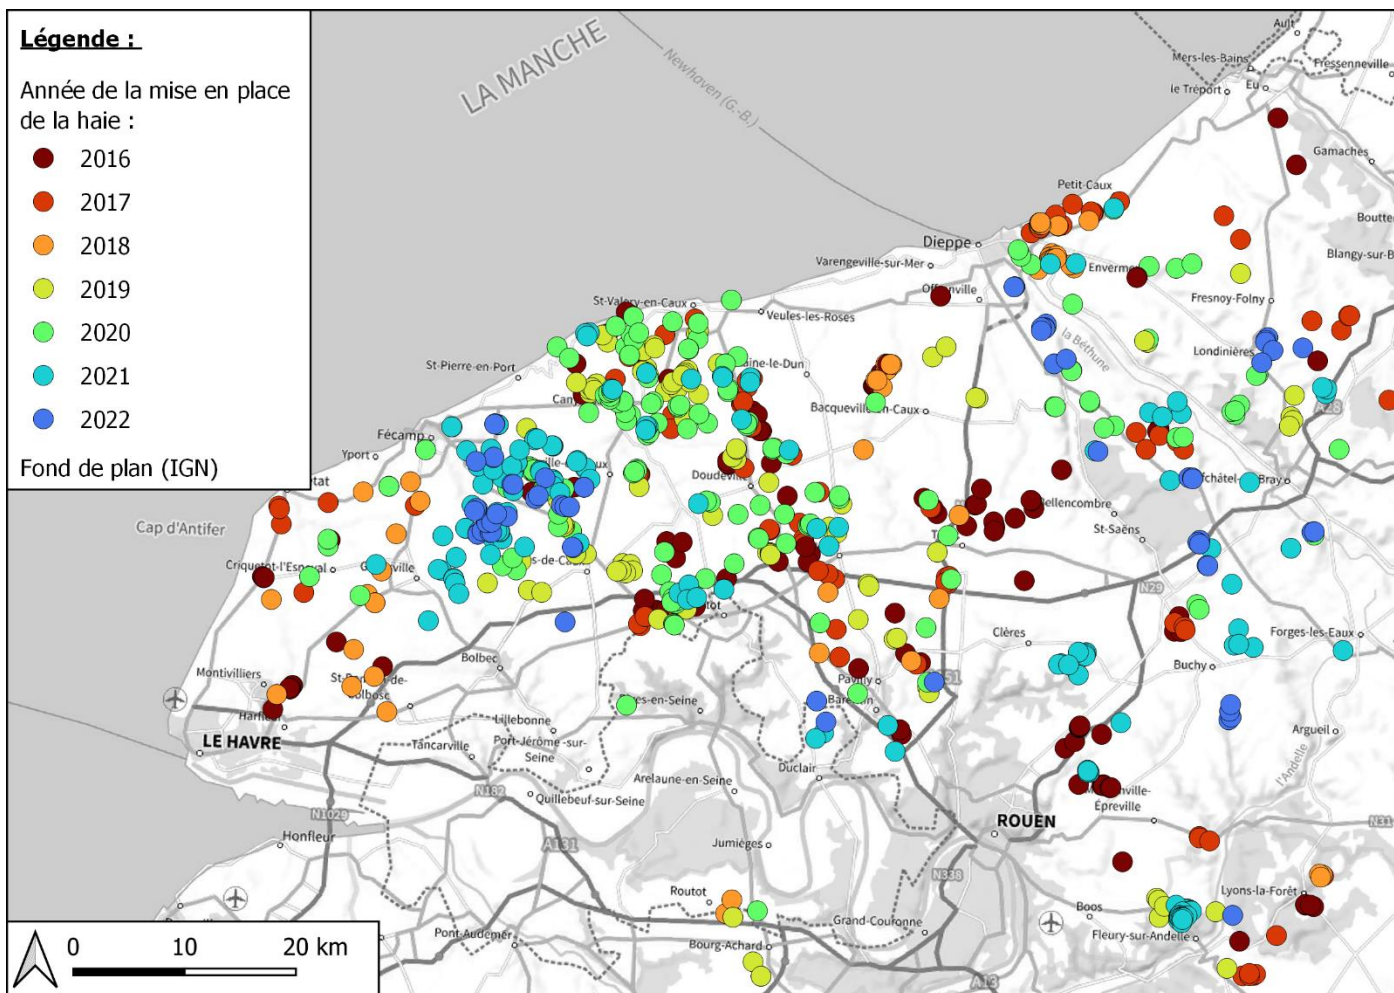 Légende :
Année de la mise en place
de la haie :
2016
2017
2018
2019
2020
2021
2022
Fond de plan (IGN)
LA MANCHE
Newhaven (G.-B.)
Ault
Mers-les-Bains
Fressenneville
le Tréport
Eu
Gamaches
Petit-Caux
Dieppe
Varengeville-sur-Mer
Blangy-sur-B
St-Valery-en-Caux
Fresnoy-Folny
Veules-les-Roses
la Béthune
Londinières
St-Pierre-en-Port
Bacqueville-en-Caux
A28
Fécamp
Yport
Doudeville
Bellencombre
St-Saëns
Cap d'Antifer
Criquetot-l'Esneval
N29
Clères
Forges-les-Eaux
Bolbec
Buchy
Montivilliers
Pavilly
Harfleur
Lillebonne
LE HAVRE
Tancarville
Port-Jérôme-sur-
Seine
Argueil
Duclair
Arelaune-en-Seine
l'Andelle
N182
Quillebeuf-sur-Seine
N1029
Épreville
ROUEN
N31
Honfleur
A131
Jumièges
N338
Routot
Lyons-la-Forêt
Boos
Grand-Couronne
Pont-Audemer
Bourg-Achard
Fleury-sur-Andelle
A13
0 10 20 km